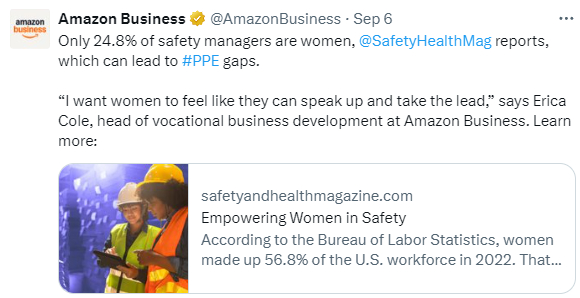 amazon
business
Amazon Business @AmazonBusiness · Sep 6 ...
Only 24.8% of safety managers are women, @SafetyHealthMag reports,
which can lead to #PPE gaps.
“I want women to feel like they can speak up and take the lead,” says Erica
Cole, head of vocational business development at Amazon Business. Learn
more:
safetyandhealthmagazine.com
Empowering Women in Safety
According to the Bureau of Labor Statistics, women
made up 56.8% of the U.S. workforce in 2022. That...